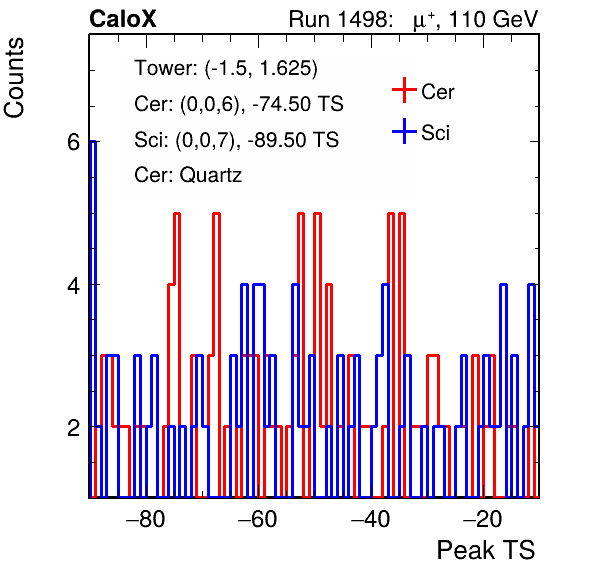 CaloX Run 1498: μ⁺, 110 GeV
Counts
Tower: (-1.5, 1.625)
Cer: (0,0,6), -74.50 TS
Sci: (0,0,7), -89.50 TS
Cer: Quartz
Cer
Sci
6
4
2
−80 −60 −40 −20
Peak TS